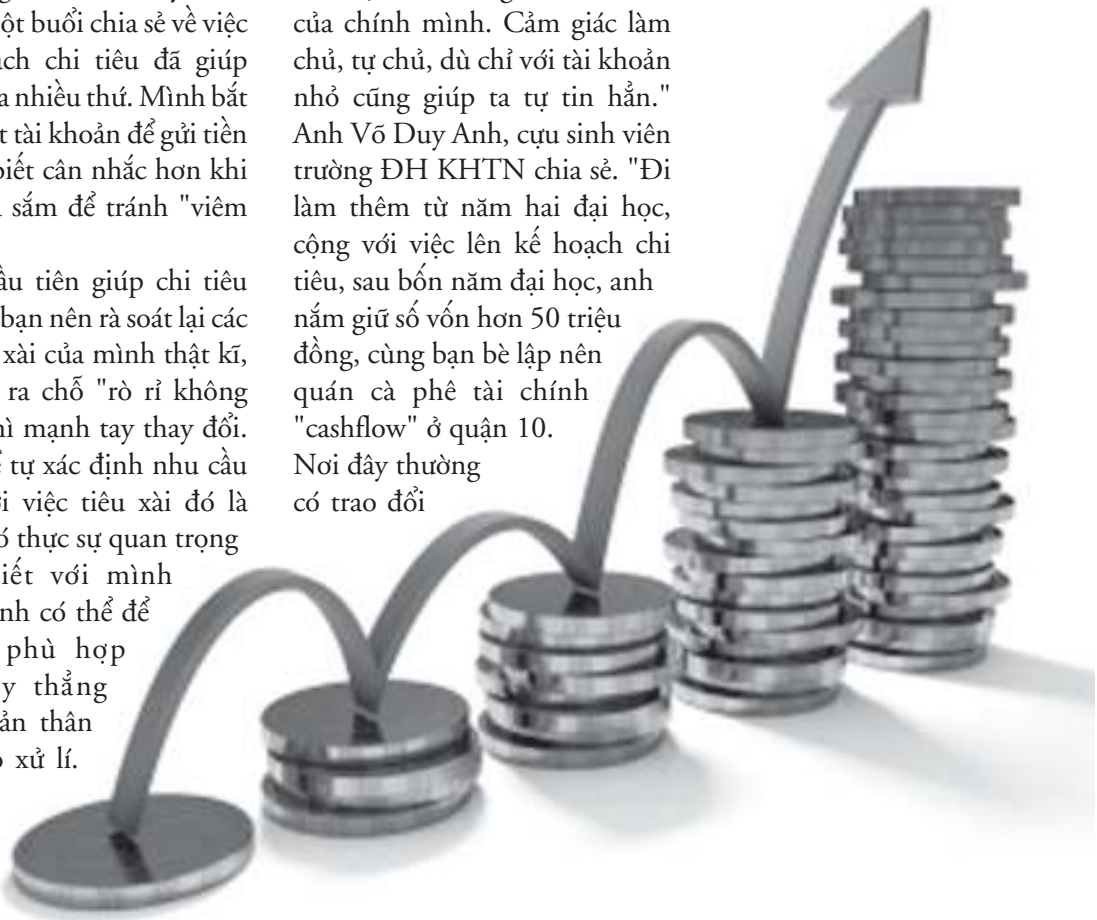 ột buổi chia sẻ về việc
ch chi tiêu đã giúp
a nhiều thứ. Mình bắt
t tài khoản để gửi tiền
biết cân nhắc hơn khi
sắm để tránh "viêm
ầu tiên giúp chi tiêu
bạn nên rà soát lại các
xài của mình thật kĩ,
ra chỗ "rò rỉ không
hì mạnh tay thay đổi.
tự xác định nhu cầu
ới việc tiêu xài đó là
ó thực sự quan trọng
iết với mình
nh có thể để
phù hợp
y thẳng
ản thân
xử lí.
của chính mình. Cảm giác làm
chủ, tự chủ, dù chỉ với tài khoản
nhỏ cũng giúp ta tự tin hẳn."
Anh Võ Duy Anh, cựu sinh viên
trường ĐH KHTN chia sẻ. "Đi
làm thêm từ năm hai đại học,
cộng với việc lên kế hoạch chi
tiêu, sau bốn năm đại học, anh
nắm giữ số vốn hơn 50 triệu
đồng, cùng bạn bè lập nên
quán cà phê tài chính
"cashflow" ở quận 10.
Nơi đây thường
có trao đổi